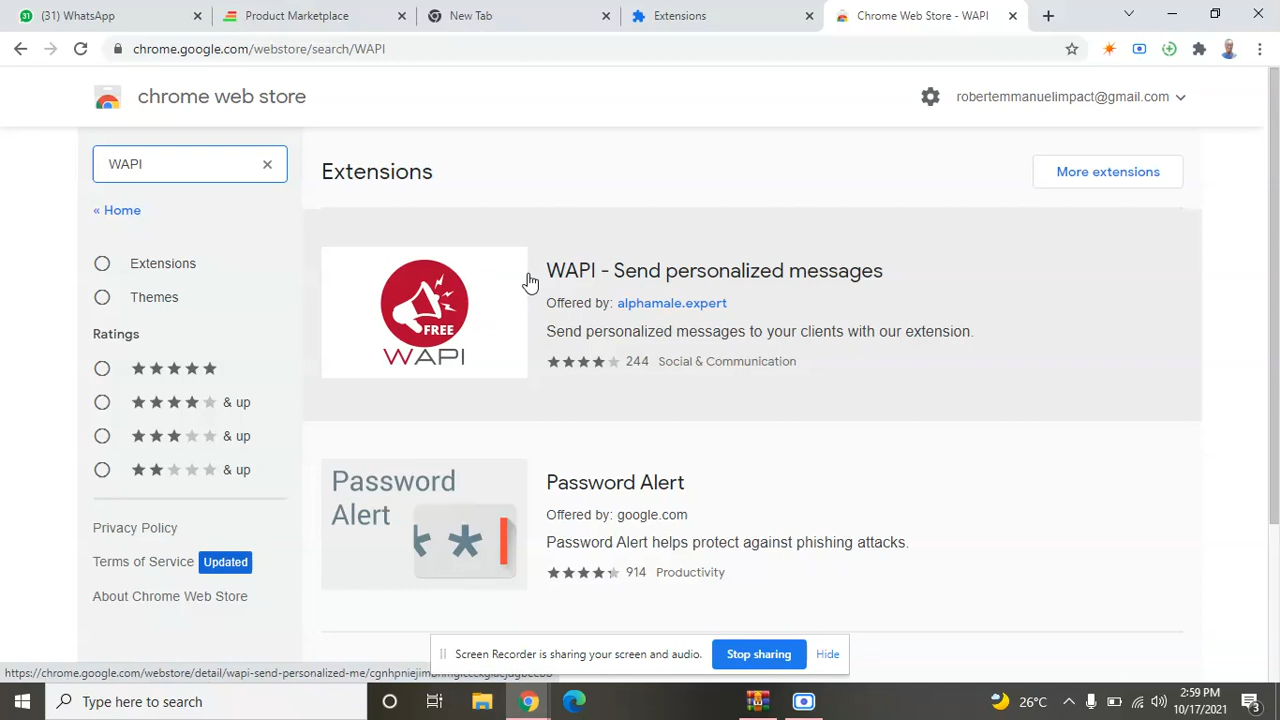 (31) WhatsApp
Product Marketplace
New Tab
Extensions
Chrome Web Store - WAPI
chrome.google.com/webstore/search/WAPI
chrome web store
robertemmanuelimpact@gmail.com
WAPI
Extensions
More extensions
« Home
Extensions
Themes
Ratings
& up
& up
& up
Privacy Policy
Terms of Service Updated
About Chrome Web Store
FREE
WAPI
WAPI - Send personalized messages
Offered by: alphamale.expert
Send personalized messages to your clients with our extension.
244 Social & Communication
Password
Alert
Password Alert
Offered by: google.com
Password Alert helps protect against phishing attacks.
914 Productivity
Screen Recorder is sharing your screen and audio.
Stop sharing
Hide
Type here to search
26°C
2:59 PM
10/17/2021
3